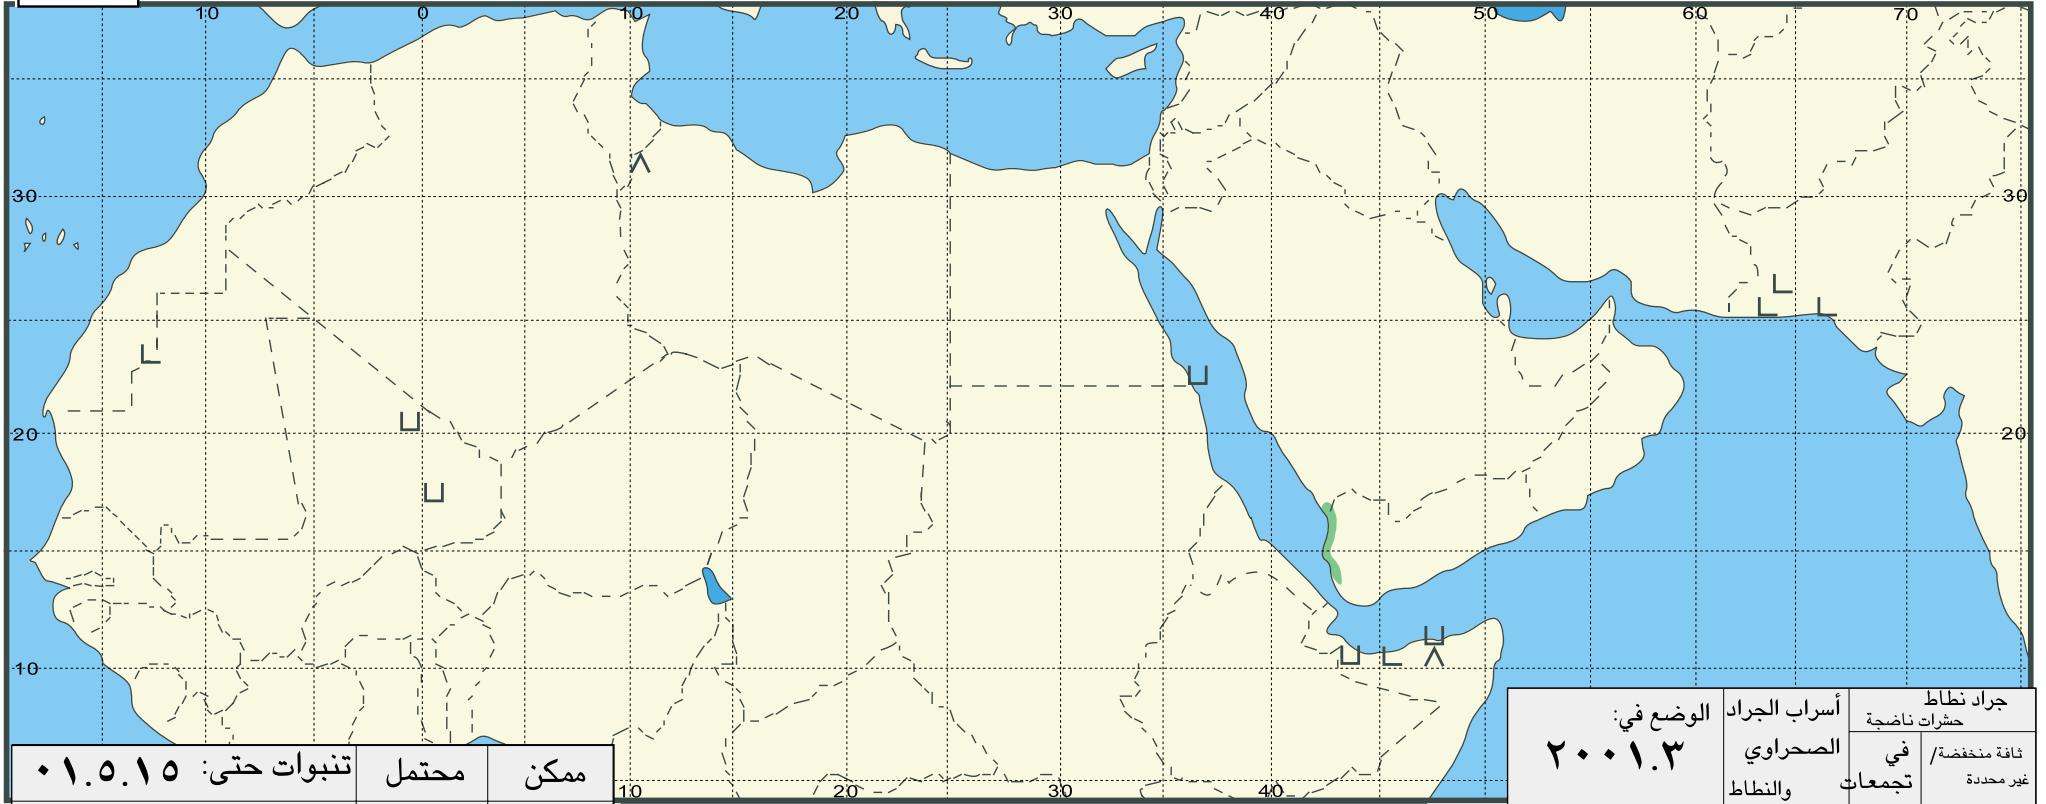 10 0 10 20 30 40 50 60 70
30 30
20 20
10
10 20 30 40
تنبوات حتى: ٠١.٥.١٥
محتمل
ممكن
الوضع في:
٢٠٠١.٣
أسراب الجراد
الصحراوي
والنطاط
جراد نطاط
حشرات ناضجة
في
تجمعات
ثافة منخفضة/
غير محددة